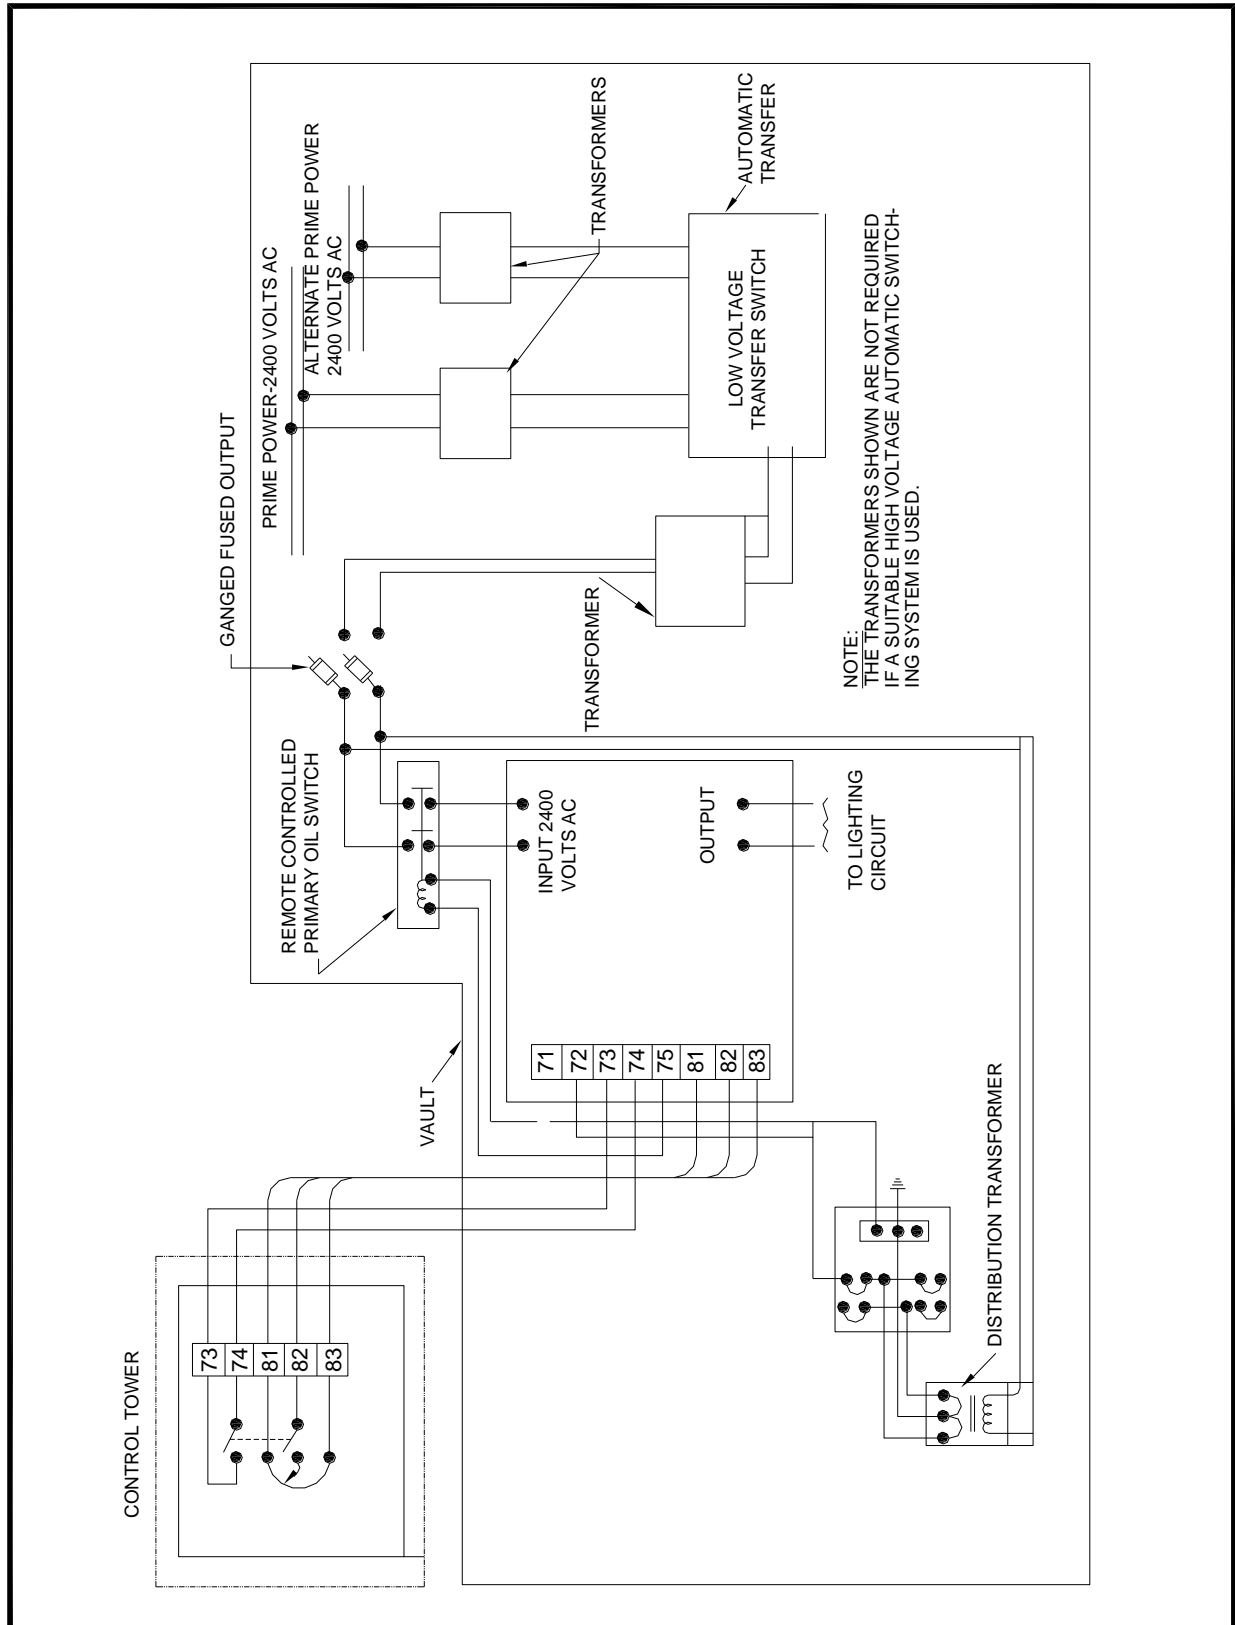 CONTROL TOWER
73
74
81
82
83
VAULT
REMOTE CONTROLLED
PRIMARY OIL SWITCH
GANGED FUSED OUTPUT
PRIME POWER-2400 VOLTS AC
ALTERNATE PRIME POWER
2400 VOLTS AC
TRANSFORMERS
AUTOMATIC
TRANSFER
LOW VOLTAGE
TRANSFER SWITCH
TRANSFORMER
INPUT 2400
VOLTS AC
OUTPUT
TO LIGHTING
CIRCUIT
71
72
73
74
75
81
82
83
DISTRIBUTION TRANSFORMER
NOTE:
THE TRANSFORMERS SHOWN ARE NOT REQUIRED
IF A SUITABLE HIGH VOLTAGE AUTOMATIC SWITCH-
ING SYSTEM IS USED.